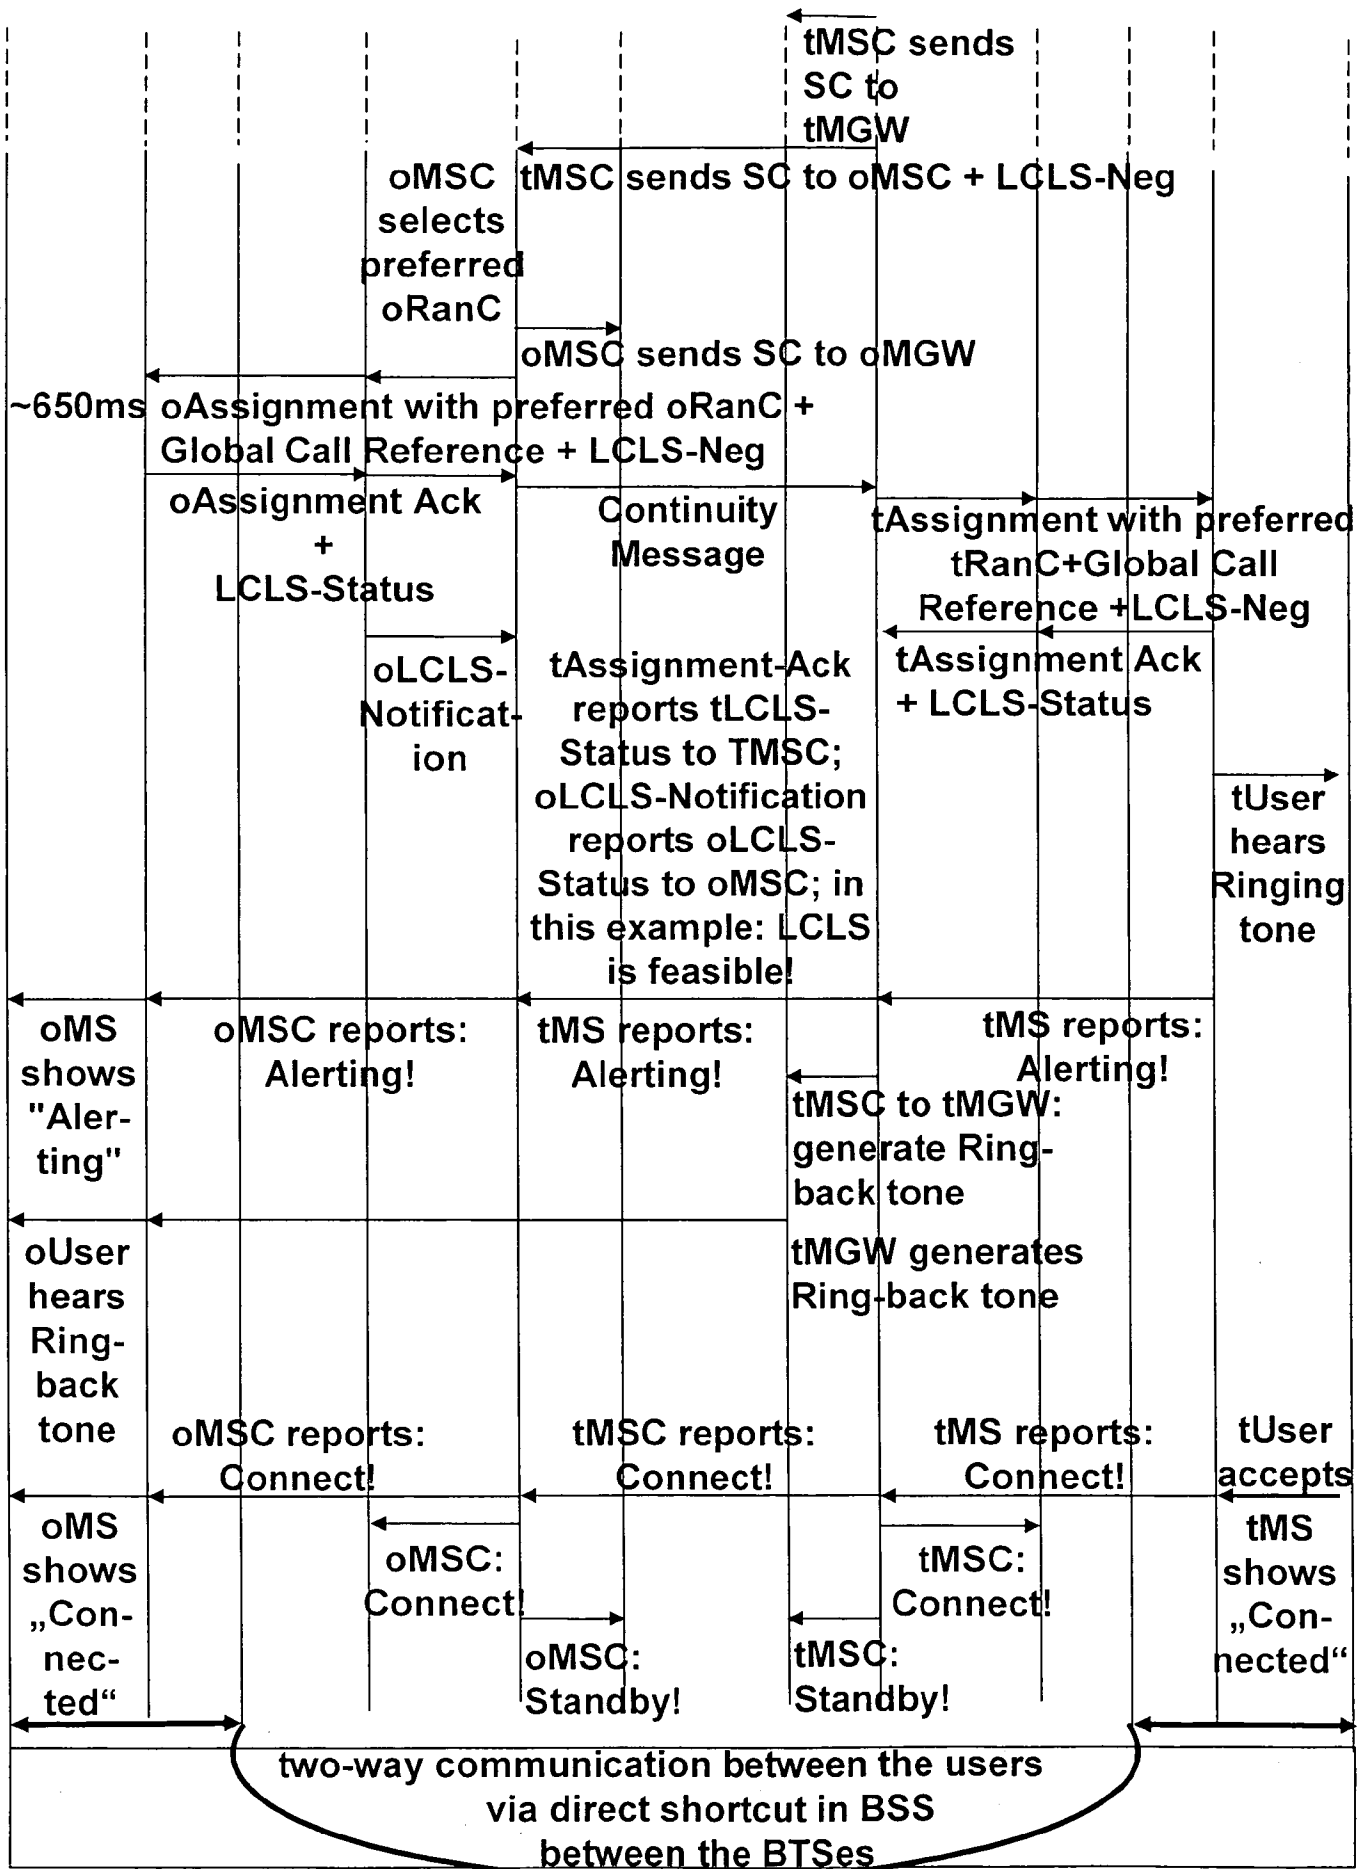 tMSC sends
SC to
tMGW
tMSC sends SC to oMSC + LCLS-Neg
oMSC
selects
preferred
oRanC
oMSC sends SC to oMGW
~650ms
oAssignment with preferred oRanC +
Global Call Reference + LCLS-Neg
oAssignment Ack
+
LCLS-Status
Continuity
Message
tAssignment with preferred
tRanC+Global Call
Reference +LCLS-Neg
oLCLS-
Notificat-
ion
tAssignment-Ack
reports tLCLS-
Status to TMSC;
oLCLS-Notification
reports oLCLS-
Status to oMSC; in
this example: LCLS
is feasible!
tAssignment Ack
+ LCLS-Status
tUser
hears
Ringing
tone
oMS
shows
"Aler-
ting"
oMSC reports:
Alerting!
tMS reports:
Alerting!
tMS reports:
Alerting!
tMSC to tMGW:
generate Ring-
back tone
oUser
hears
Ring-
back
tone
tMGW generates
Ring-back tone
oMSC reports:
Connect!
tMSC reports:
Connect!
tMS reports:
Connect!
tUser
accepts
oMS
shows
„Con-
nec-
ted“
oMSC:
Connect!
tMSC:
Connect!
tMS
shows
„Con-
nected“
oMSC:
Standby!
tMSC:
Standby!
two-way communication between the users
via direct shortcut in BSS
between the BTSes